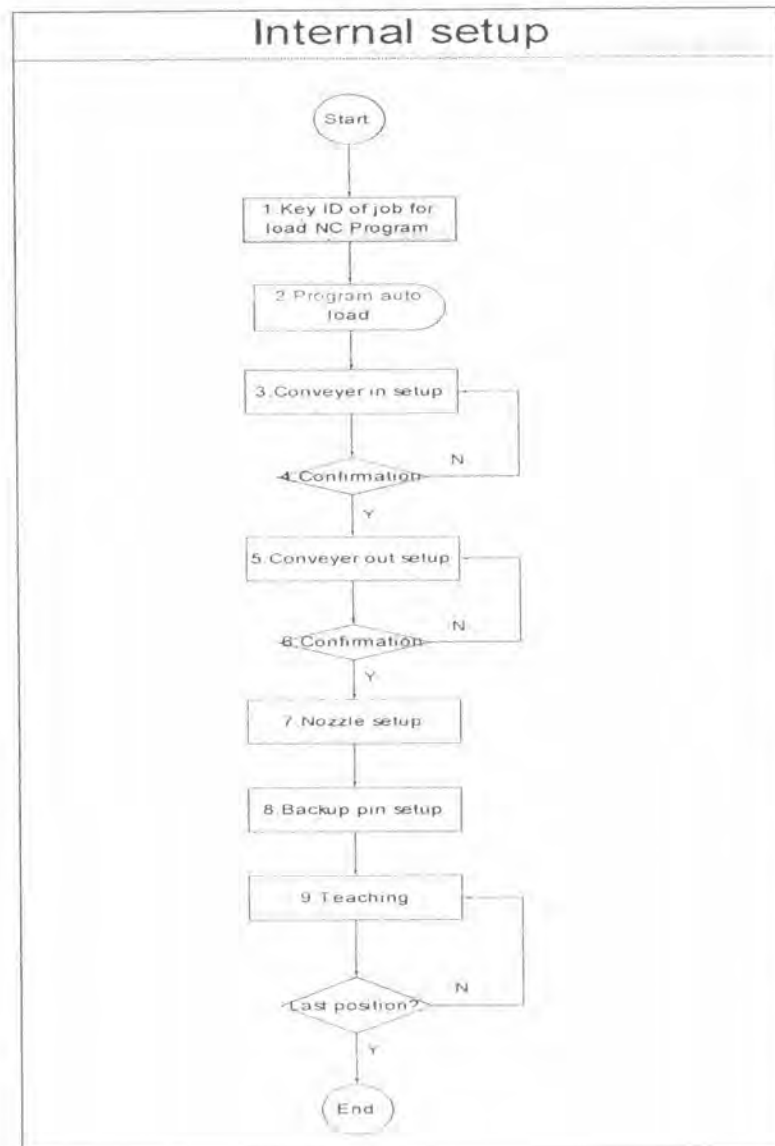 Internal setup
Start
1.Key ID of job for
load NC Program
2.Program auto
load
3.Conveyer in setup
N
4.Confirmation
Y
5.Conveyer out setup
N
6.Confirmation
Y
7.Nozzle setup
8.Backup pin setup
9.Teaching
N
Last position?
Y
End